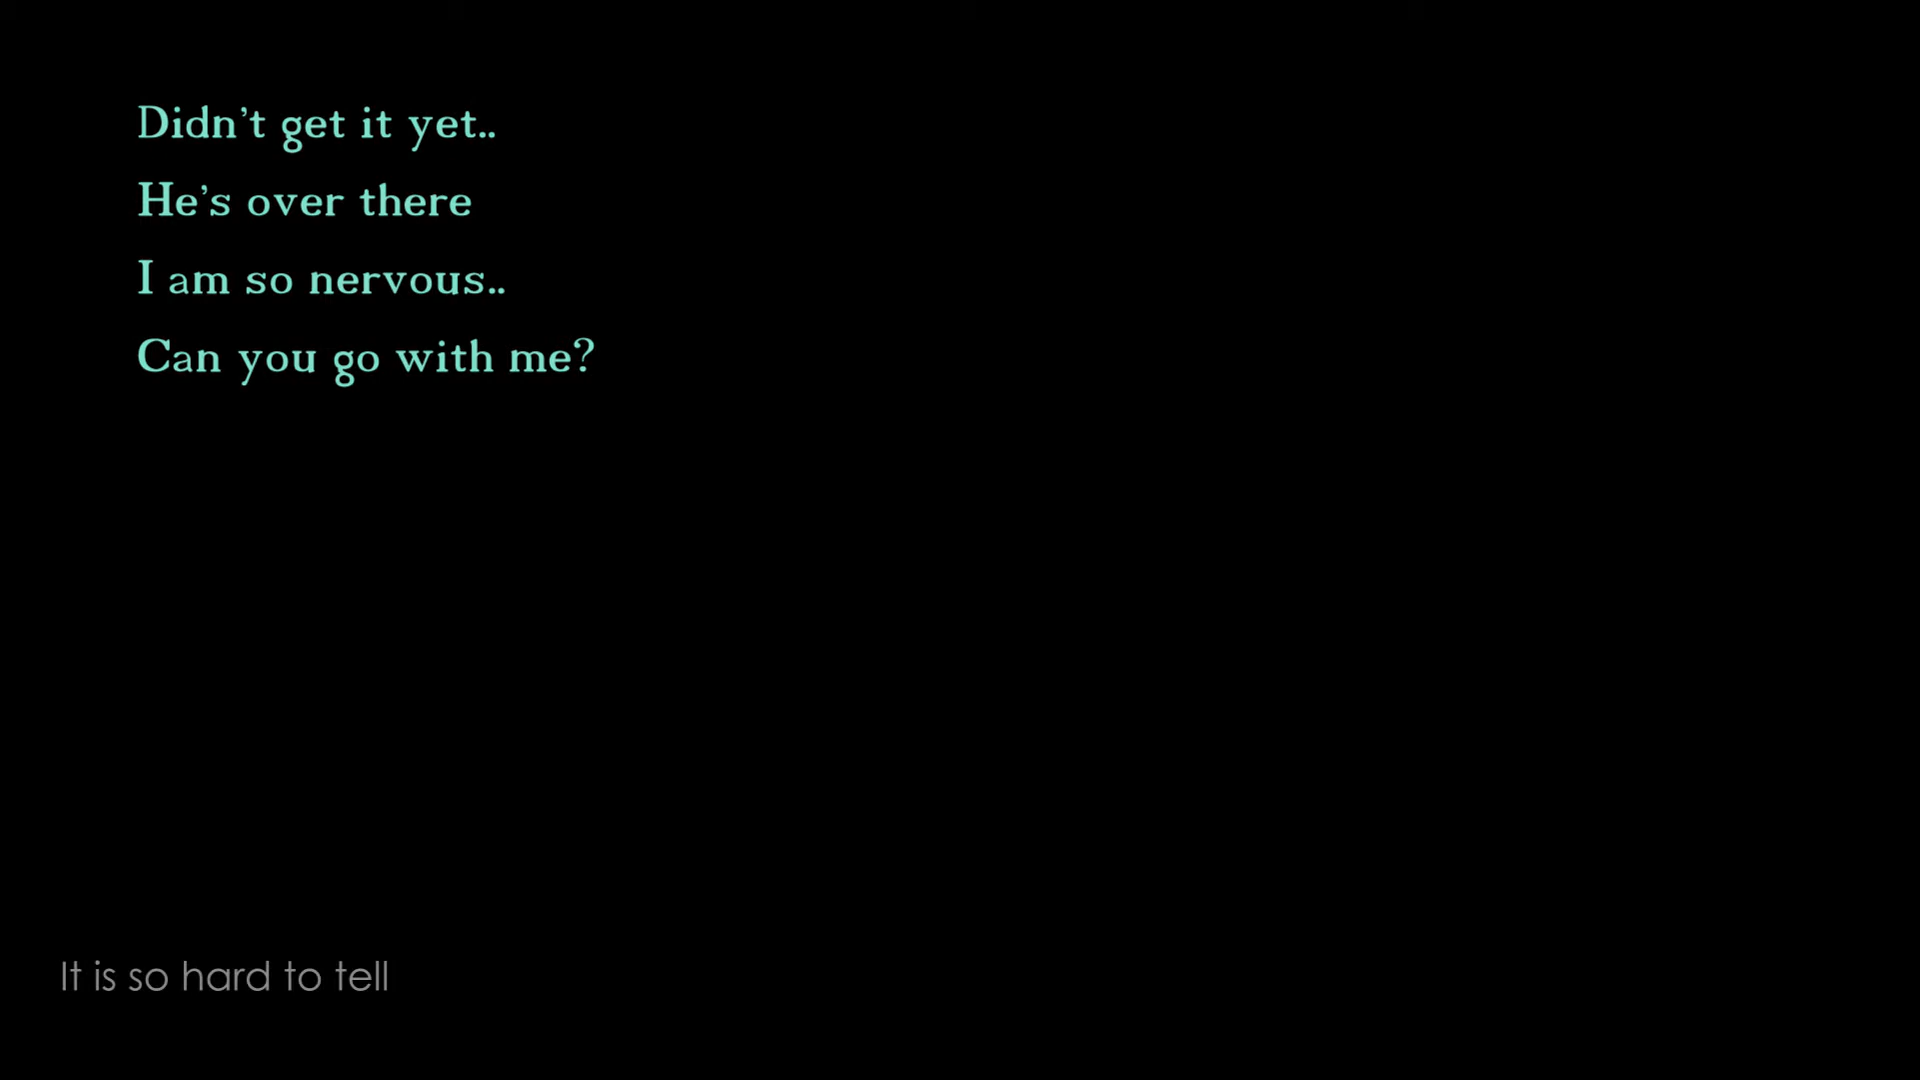 Didn’t get it yet..
He’s over there
I am so nervous..
Can you go with me?
It is so hard to tell